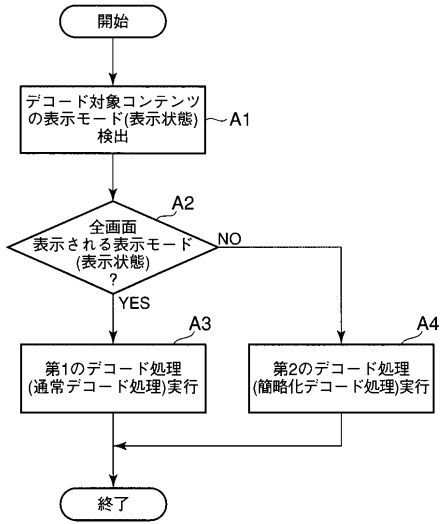 開始
デコード対象コンテンツ
の表示モード(表示状態)
検出
A1
全画面
表示される表示モード
(表示状態)
?
A2
NO
YES
A3
第1のデコード処理
(通常デコード処理)実行
A4
第2のデコード処理
(簡略化デコード処理)実行
終了